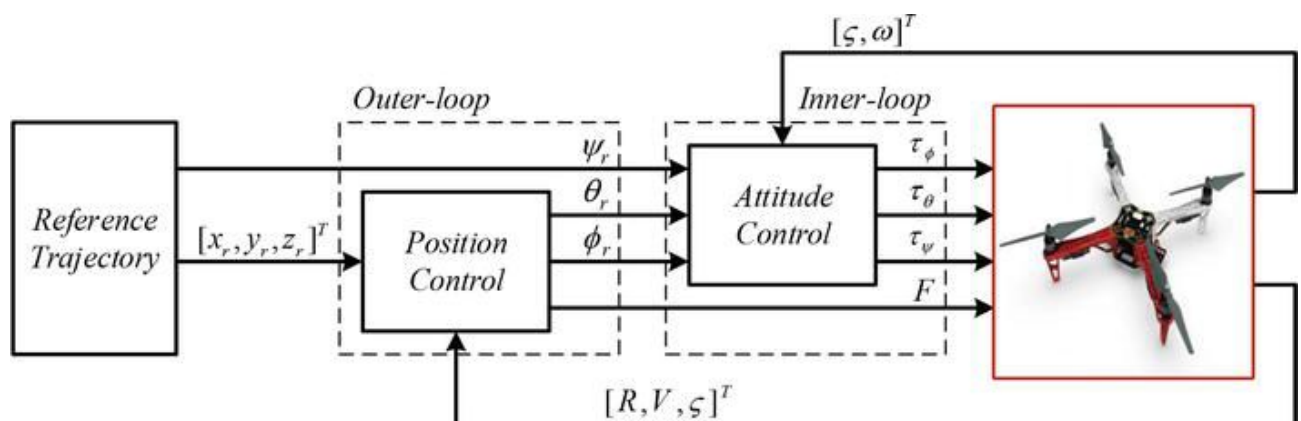 [ς, ω]^T
Outer-loop
Inner-loop
Reference
Trajectory
ψ_r
θ_r
ϕ_r
[x_r, y_r, z_r]^T
Position
Control
Attitude
Control
τ_ϕ
τ_θ
τ_ψ
F
[R, V, ς]^T